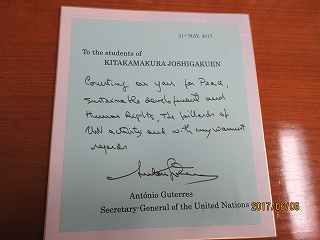 31st MAY, 2017
To the students of
KITAKAMAKURA JOSHIGAKUEN
Counting on you for Peace,
sustainable development and
Human Rights, The pillards of
UN activity and with my warmest
regards
António Guterres
Secretary-General of the United Nations
2017/06/06